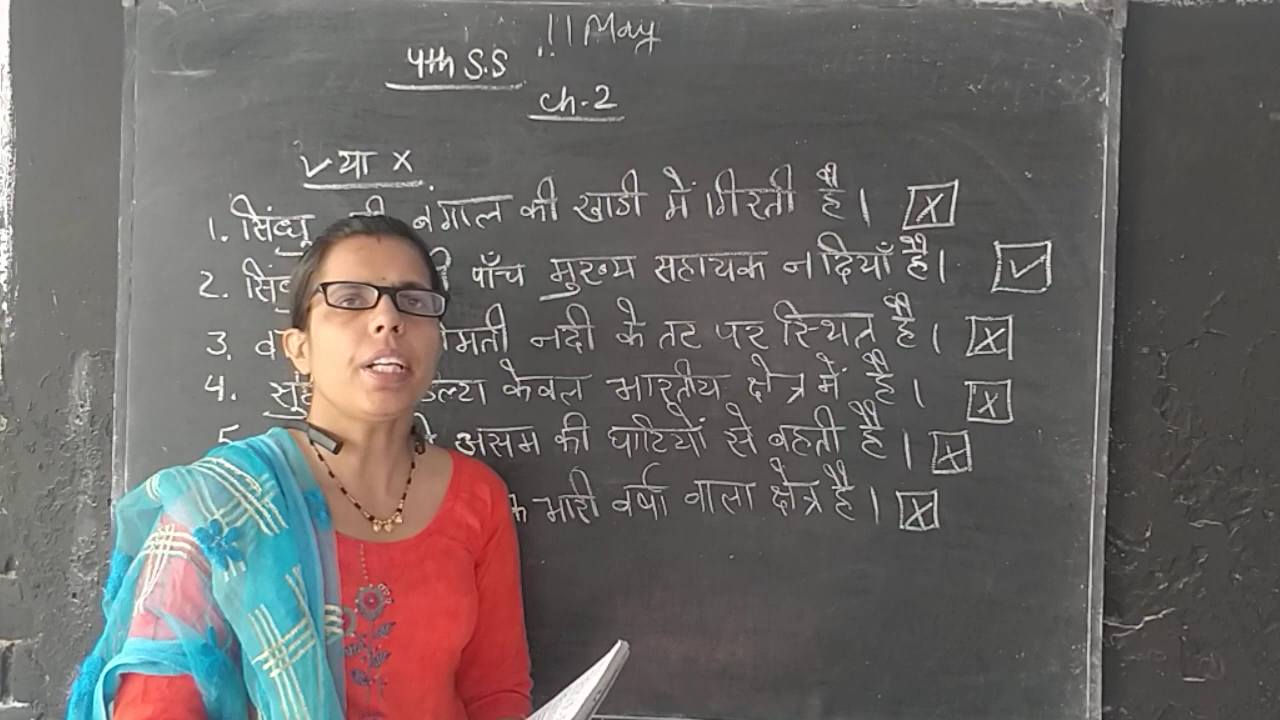 11 May
4th S.S
Ch-2
✓ या ×
1. सिंधु बंगाल की खाडी में गिरती है। [×]
2. पाँच मुख्य सहायक नदियाँ है। [✓]
3. नदी के तट पर स्थित है। [×]
4. केवल भारतीय क्षेत्र में है। [×]
5. असम की घाटियों से बहती है। [×]
भारी वर्षा वाला क्षेत्र है। [×]